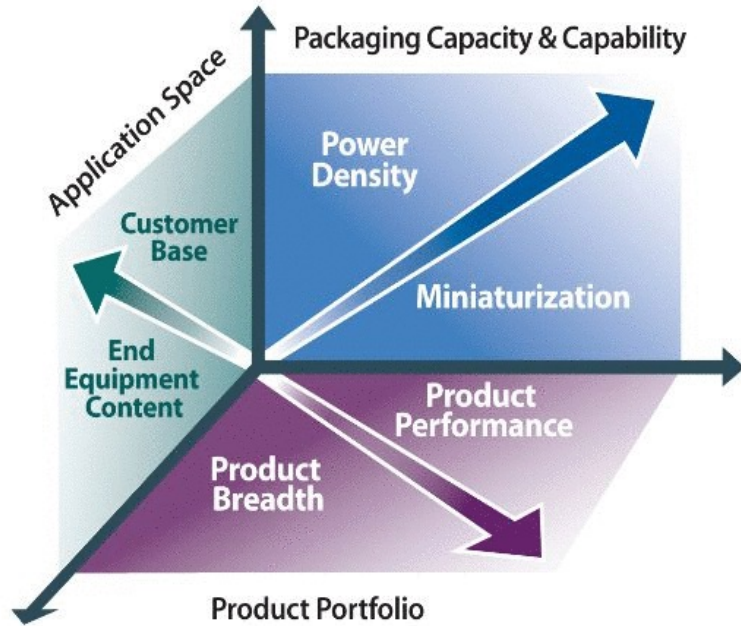 Packaging Capacity & Capability
Application Space
Power
Density
Customer
Base
Miniaturization
End
Equipment
Content
Product
Performance
Product
Breadth
Product Portfolio